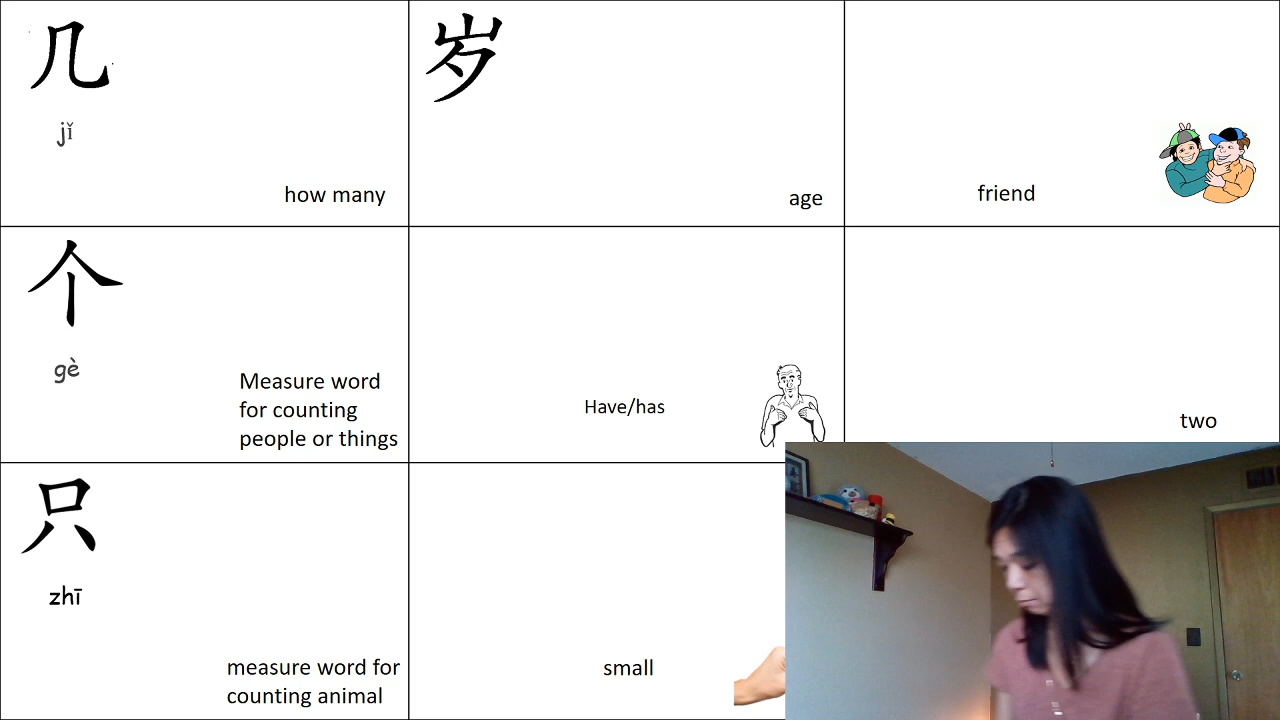 几
jǐ
how many
岁
age
friend
个
gè
Measure word
for counting
people or things
Have/has
two
只
zhī
measure word for
counting animal
small